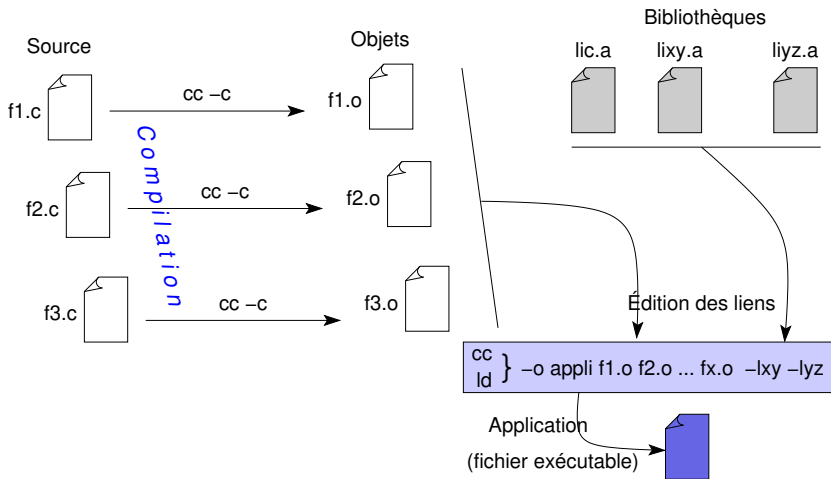 Bibliothèques
Source
Objets
lic.a
lixy.a
liyz.a
f1.c
cc –c
f1.o
Compilation
f2.c
cc –c
f2.o
f3.c
cc –c
f3.o
Édition des liens
cc
ld
} –o appli f1.o f2.o ... fx.o –lxy –lyz
Application
(fichier exécutable)